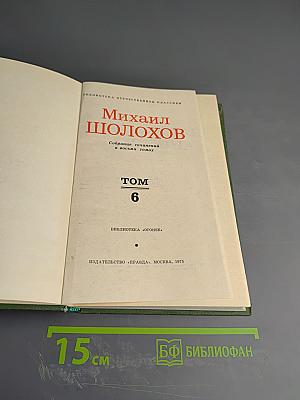 БИБЛИОТЕКА ОТЕЧЕСТВЕННОЙ КЛАССИКИ
Михаил
ШОЛОХОВ
Собрание сочинений
в восьми томах
ТОМ
6
БИБЛИОТЕКА «ОГОНЕК»
ИЗДАТЕЛЬСТВО «ПРАВДА». МОСКВА, 1975
15 см
БФ БИБЛИОФАН